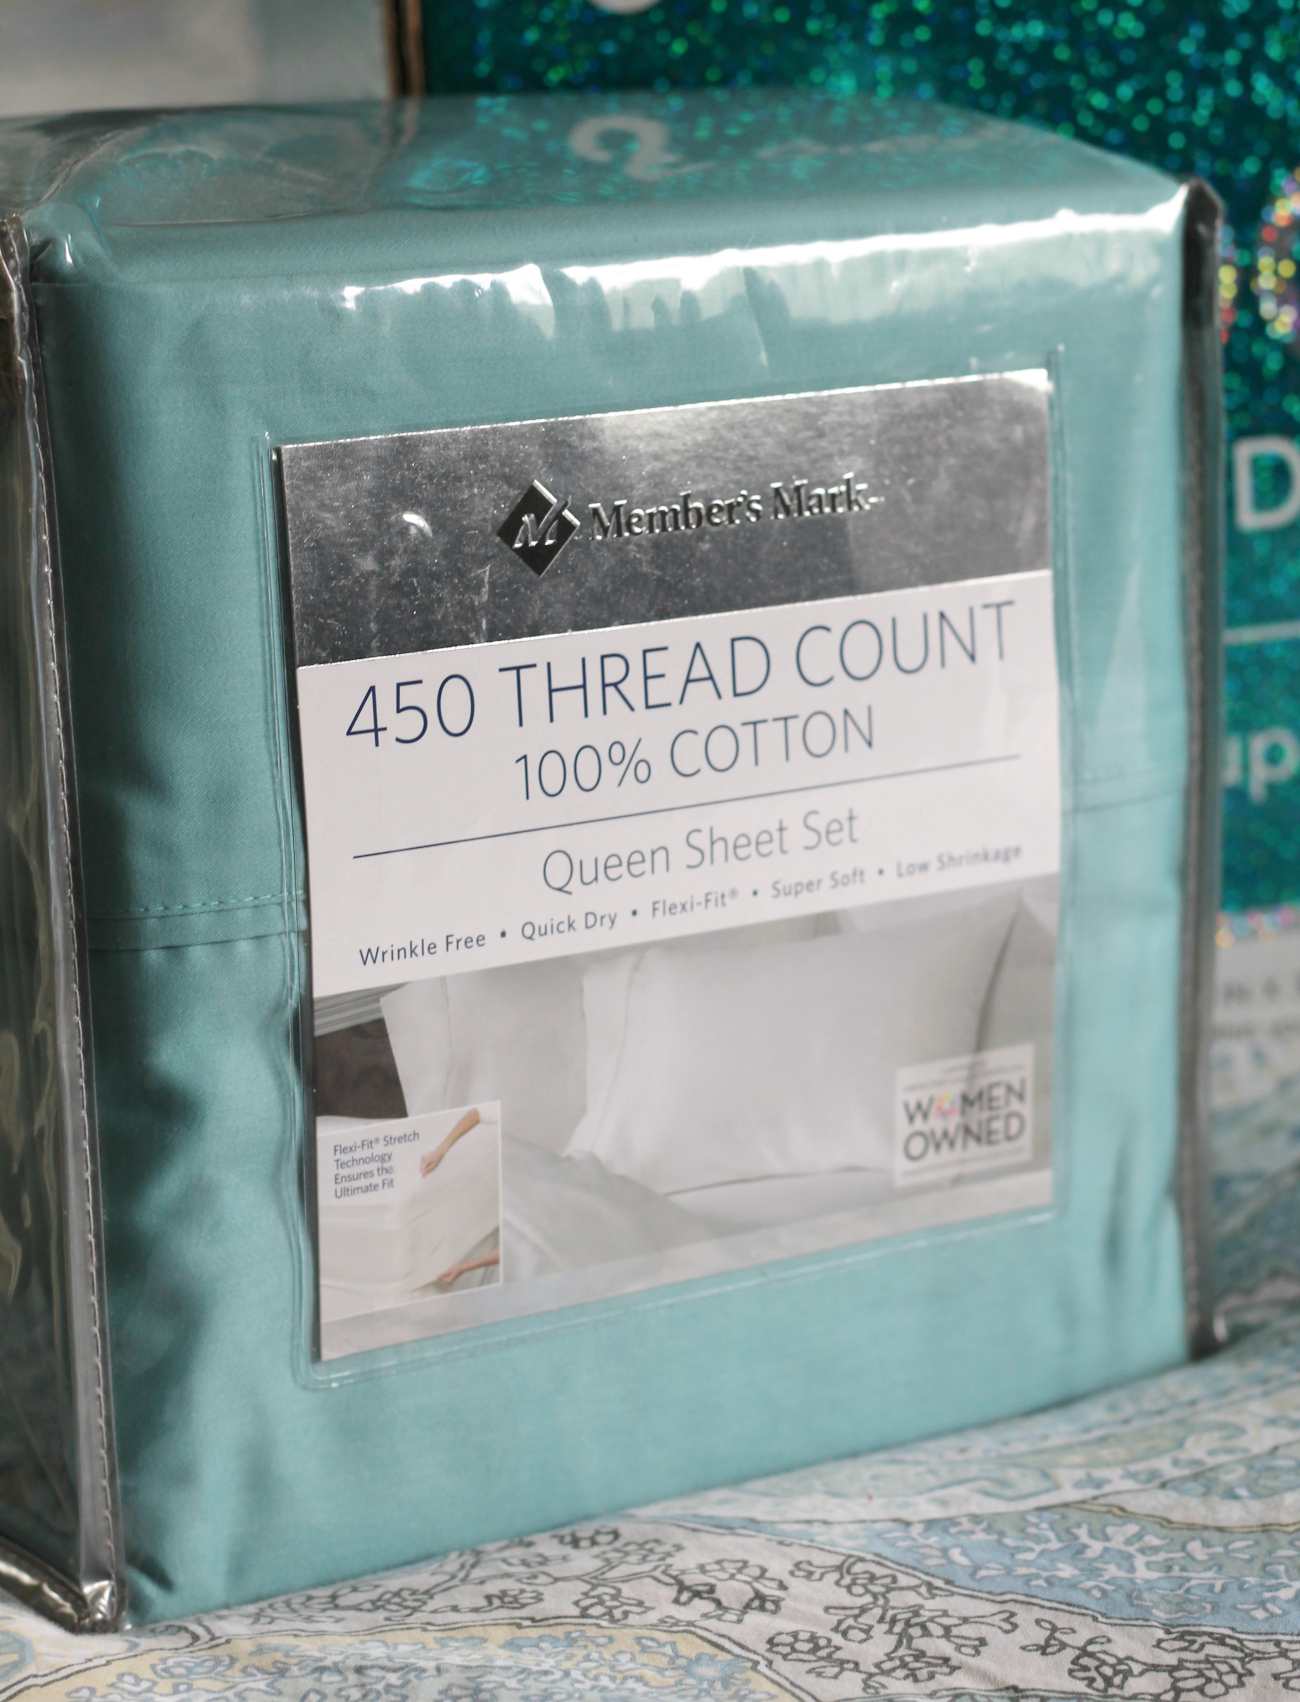 Member's Mark
450 THREAD COUNT
100% COTTON
Queen Sheet Set
Wrinkle Free ▪ Quick Dry ▪ Flexi-Fit® ▪ Super Soft ▪ Low Shrinkage
Flexi-Fit® Stretch
Technology
Ensures the
Ultimate Fit
WOMEN
OWNED
D
up